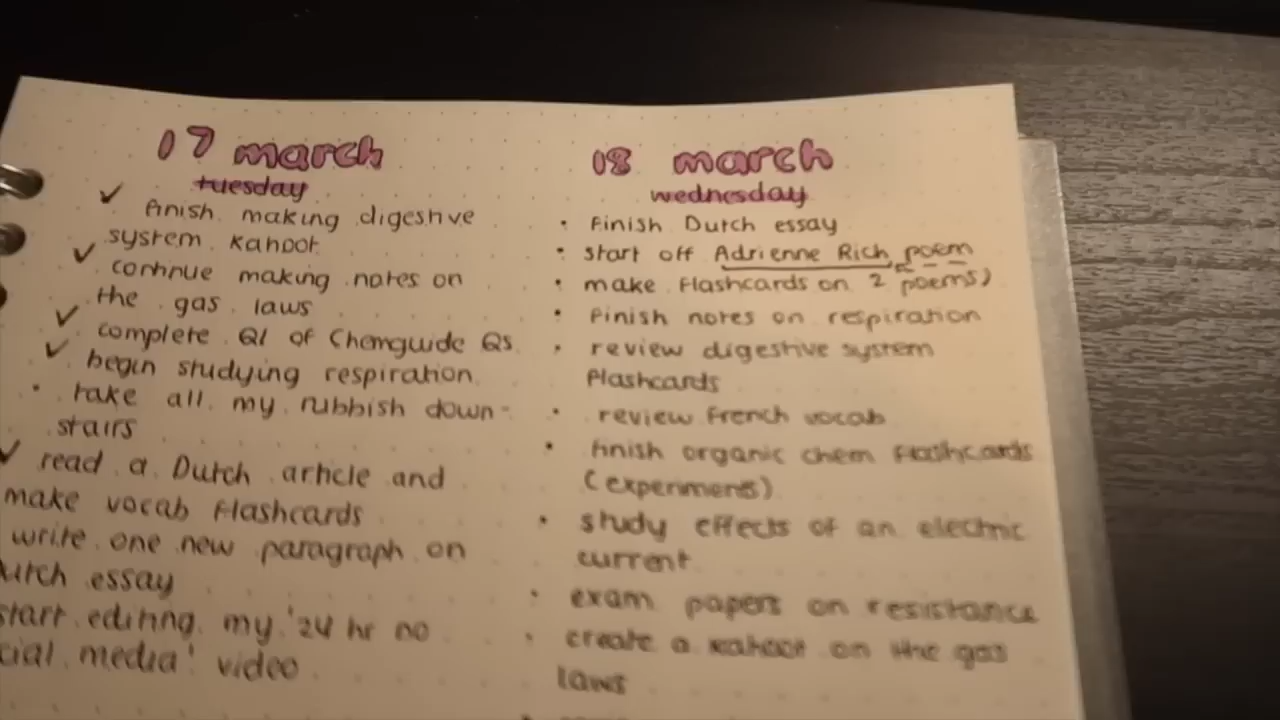 17 march
tuesday
✓ finish making digestive
system kahoot
✓ continue making notes on
the gas laws
✓ complete Q1 of Chemguide Qs
✓ begin studying respiration
• take all my rubbish down-
stairs
✓ read a Dutch article and
make vocab flashcards
write one new paragraph on
utch essay
start editing my '24 hr no
cial media' video
18 march
wednesday
• Finish Dutch essay
• start off Adrienne Rich poem
• make flashcards on 2 poems)
• Finish notes on respiration
• review digestive system
flashcards
• review French vocab
• finish organic chem flashcards
(experiments)
• study effects of an electric
current
• exam papers on resistance
• create a kahoot on the gas
laws